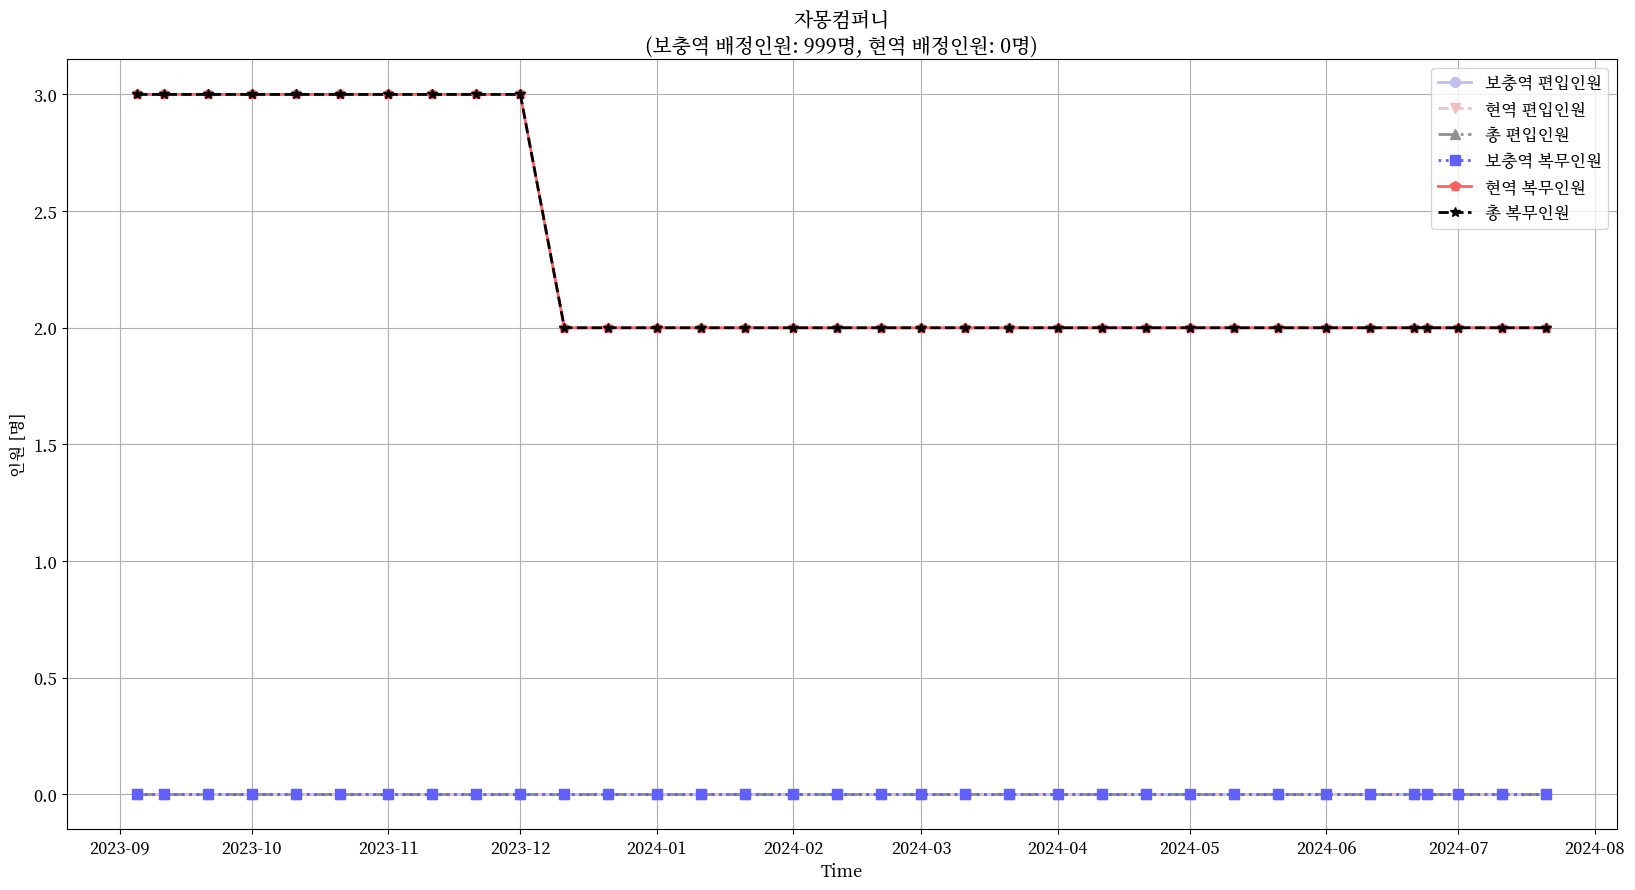 자몽컴퍼니
(보충역 배정인원: 999명, 현역 배정인원: 0명)
보충역 편입인원
현역 편입인원
총 편입인원
보충역 복무인원
현역 복무인원
총 복무인원
인원 [명]
3.0
2.5
2.0
1.5
1.0
0.5
0.0
2023-09 2023-10 2023-11 2023-12 2024-01 2024-02 2024-03 2024-04 2024-05 2024-06 2024-07 2024-08
Time